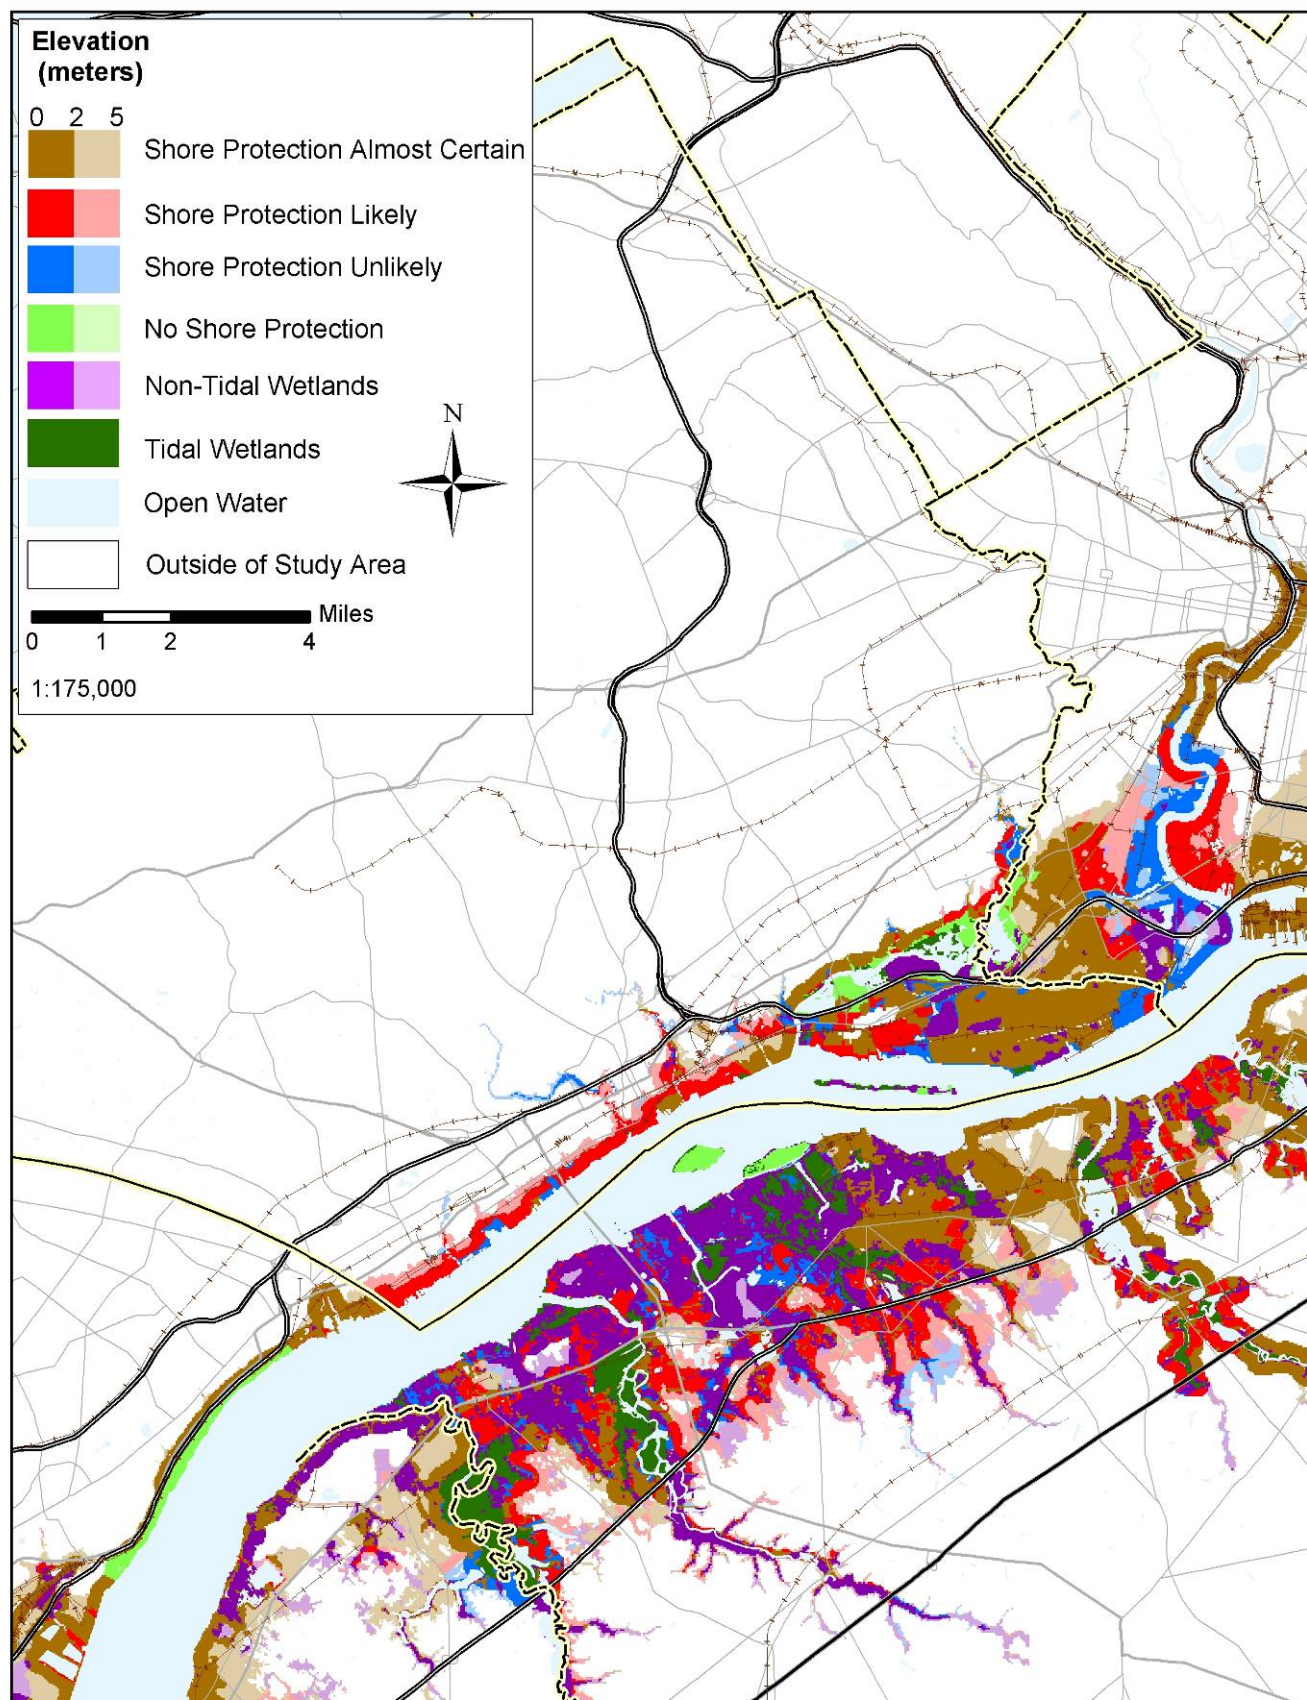 Elevation
(meters)
0 2 5
Shore Protection Almost Certain
Shore Protection Likely
Shore Protection Unlikely
No Shore Protection
Non-Tidal Wetlands
N
Tidal Wetlands
Open Water
Outside of Study Area
Miles
0 1 2 4
1:175,000